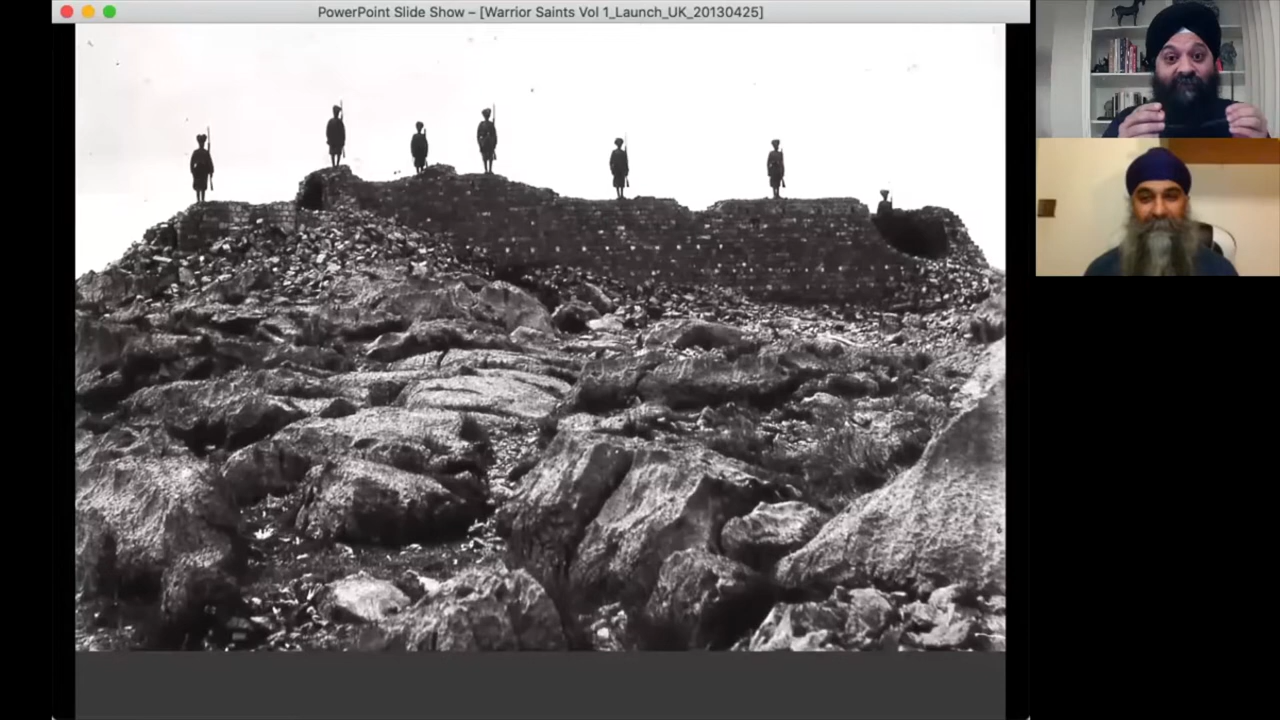 PowerPoint Slide Show – [Warrior Saints Vol 1_Launch_UK_20130425]